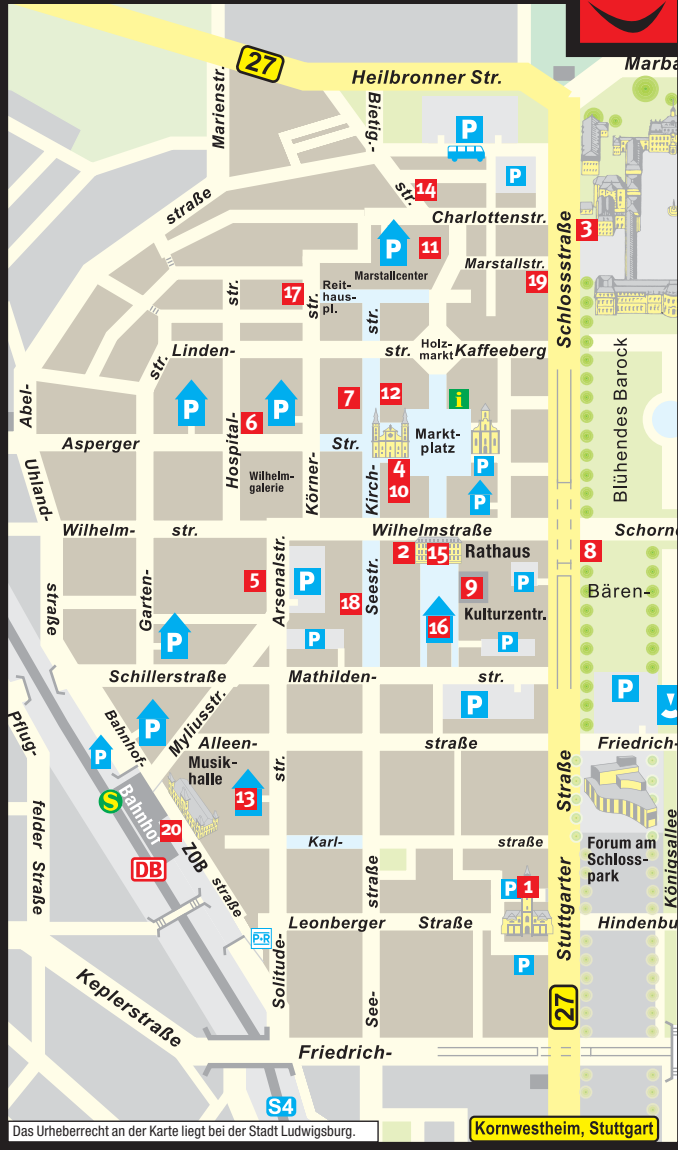 27
Heilbronner Str.
Marba
Marienstr.
Bietig.-
str.
P
P
14
straße
Charlottenstr.
3
P
11
Marstallcenter
Marstallstr.
19
Schlossstraße
17
str.
str.
Reit-
haus-
pl.
str.
Linden-
str.
str.
Holz-
markt
Kaffeeberg
Abel-
P
P
7
12
i
Hospital-
6
Asperger
Str.
Markt-
platz
P
4
10
P
Blühendes Barock
Uhland-
Wilhelm-
galerie
Körner-
Kirch-
Wilhelm-
str.
Wilhelmstraße
Schornd
2
15
Rathaus
8
5
Arsenalstr.
P
18
Seestr.
9
P
Bären-
straße
Garten-
P
P
16
Kulturzentr.
P
Schillerstraße
Mathilden-
str.
P
P
Bahnhof-
P
Myliusstr.
P
Alleen-
straße
Friedrich-
Pflug-
Musik-
halle
13
str.
Straße
S
Bahnhof
20
ZOB
DB
Karl-
straße
Forum am
Schloss-
park
Königsallee
felder Straße
straße
straße
P
1
Leonberger
Straße
Stuttgarter
Hindenbu
P+R
Solitude-
P
Keplerstraße
See-
27
Friedrich-
S4
Das Urheberrecht an der Karte liegt bei der Stadt Ludwigsburg.
Kornwestheim, Stuttgart